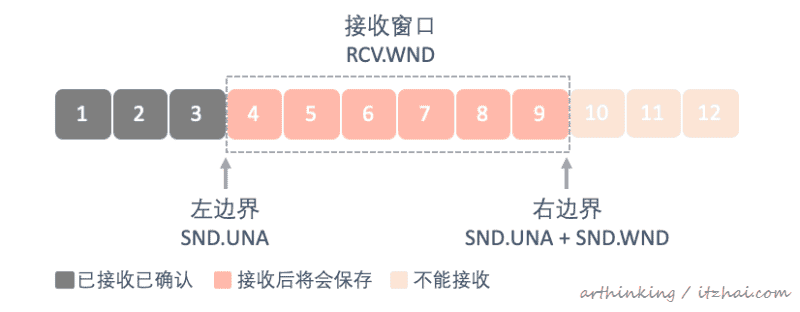 接收窗口
RCV.WND
1 2 3 4 5 6 7 8 9 10 11 12
左边界 右边界
SND.UNA SND.UNA + SND.WND
已接收已确认 接收后将会保存 不能接收
arthinking / itzhai.com